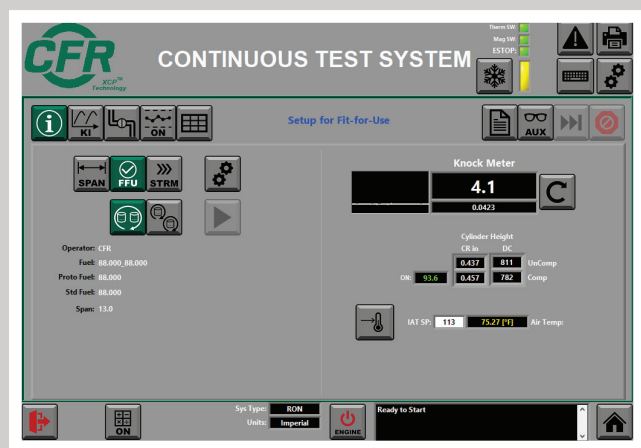 Therm SW:
Mag SW:
ESTOP:
CFR
XCP™
Technology
CONTINUOUS TEST SYSTEM
KI
ON
Setup for Fit-for-Use
AUX
SPAN
FFU
STRM
Knock Meter
4.1
0.0423
C
Operator: CFR
Fuel: 88.000_88.000
Proto Fuel: 88.000
Std Fuel: 88.000
Span: 13.0
Cylinder Height
CR in DC
0.437 811 UnComp
ON: 93.6 0.457 782 Comp
IAT SP: 113 75.27 [°F] Air Temp:
ON
Sys Type: RON
Units: Imperial
ENGINE
Ready to Start